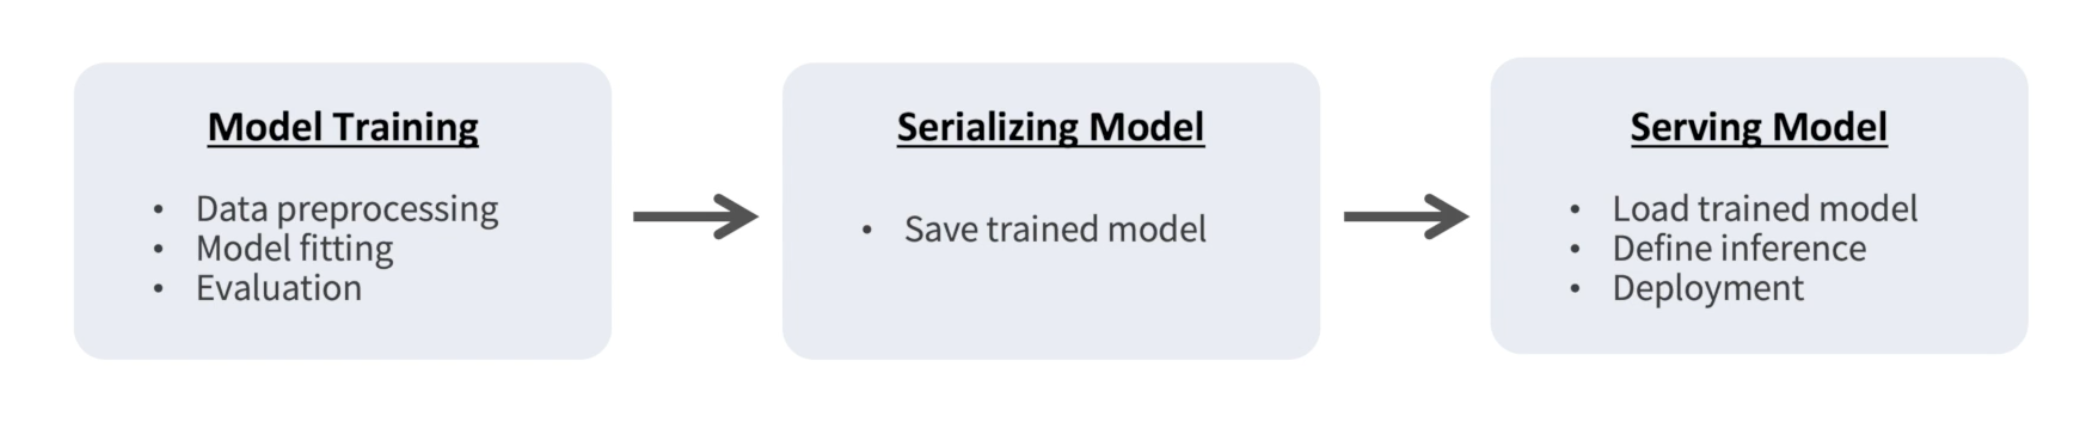 Model Training
• Data preprocessing
• Model fitting
• Evaluation
Serializing Model
• Save trained model
Serving Model
• Load trained model
• Define inference
• Deployment